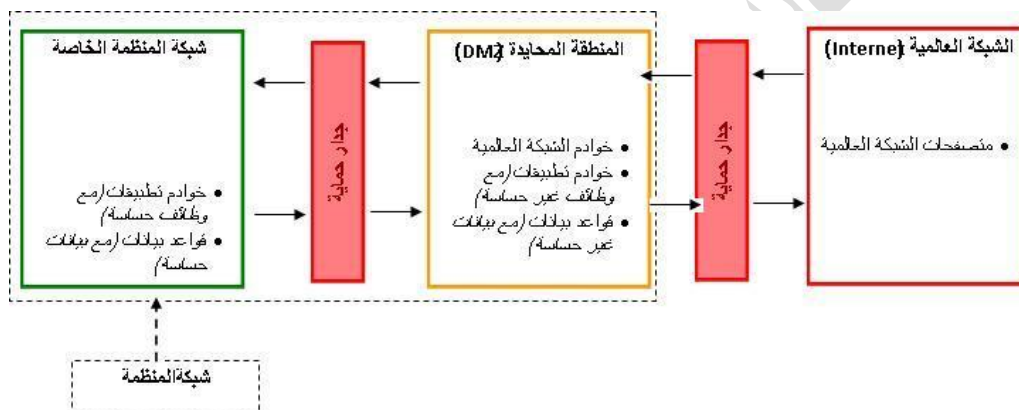 الشبكة العالمية (Internet)
متصفحات الشبكة العالمية
جدار حماية
المنطقة المحايدة (DMZ)
خوادم الشبكة العالمية
خوادم تطبيقات (مع
وظائف غير حساسة)
قواعد بيانات (مع بيانات
غير حساسة)
جدار حماية
شبكة المنظمة الخاصة
خوادم تطبيقات (مع
وظائف حساسة)
قواعد بيانات (مع بيانات
حساسة)
شبكة المنظمة